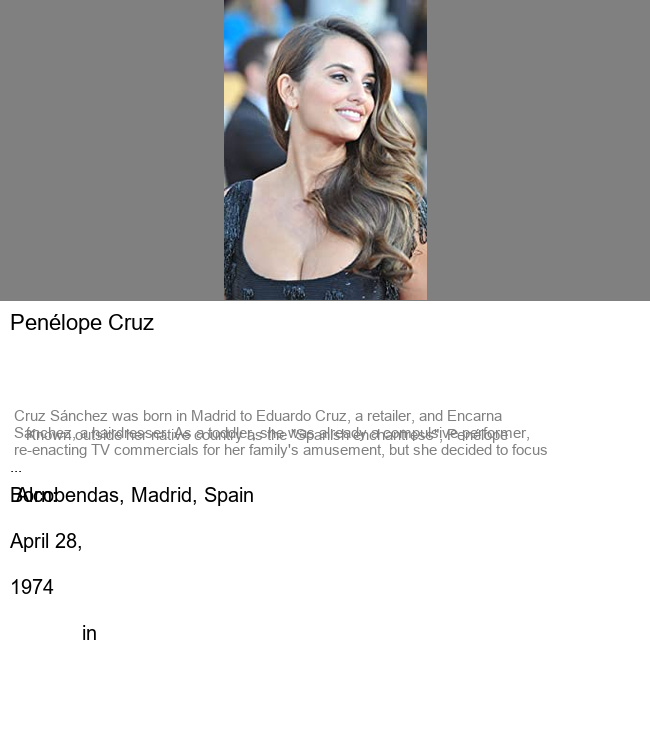 Penélope Cruz
Known outside her native country as the "Spanish enchantress", Penélope
Cruz Sánchez was born in Madrid to Eduardo Cruz, a retailer, and Encarna
Sánchez, a hairdresser. As a toddler, she was already a compulsive performer,
re-enacting TV commercials for her family's amusement, but she decided to focus
...
Born:
April 28,
1974
in
Alcobendas, Madrid, Spain